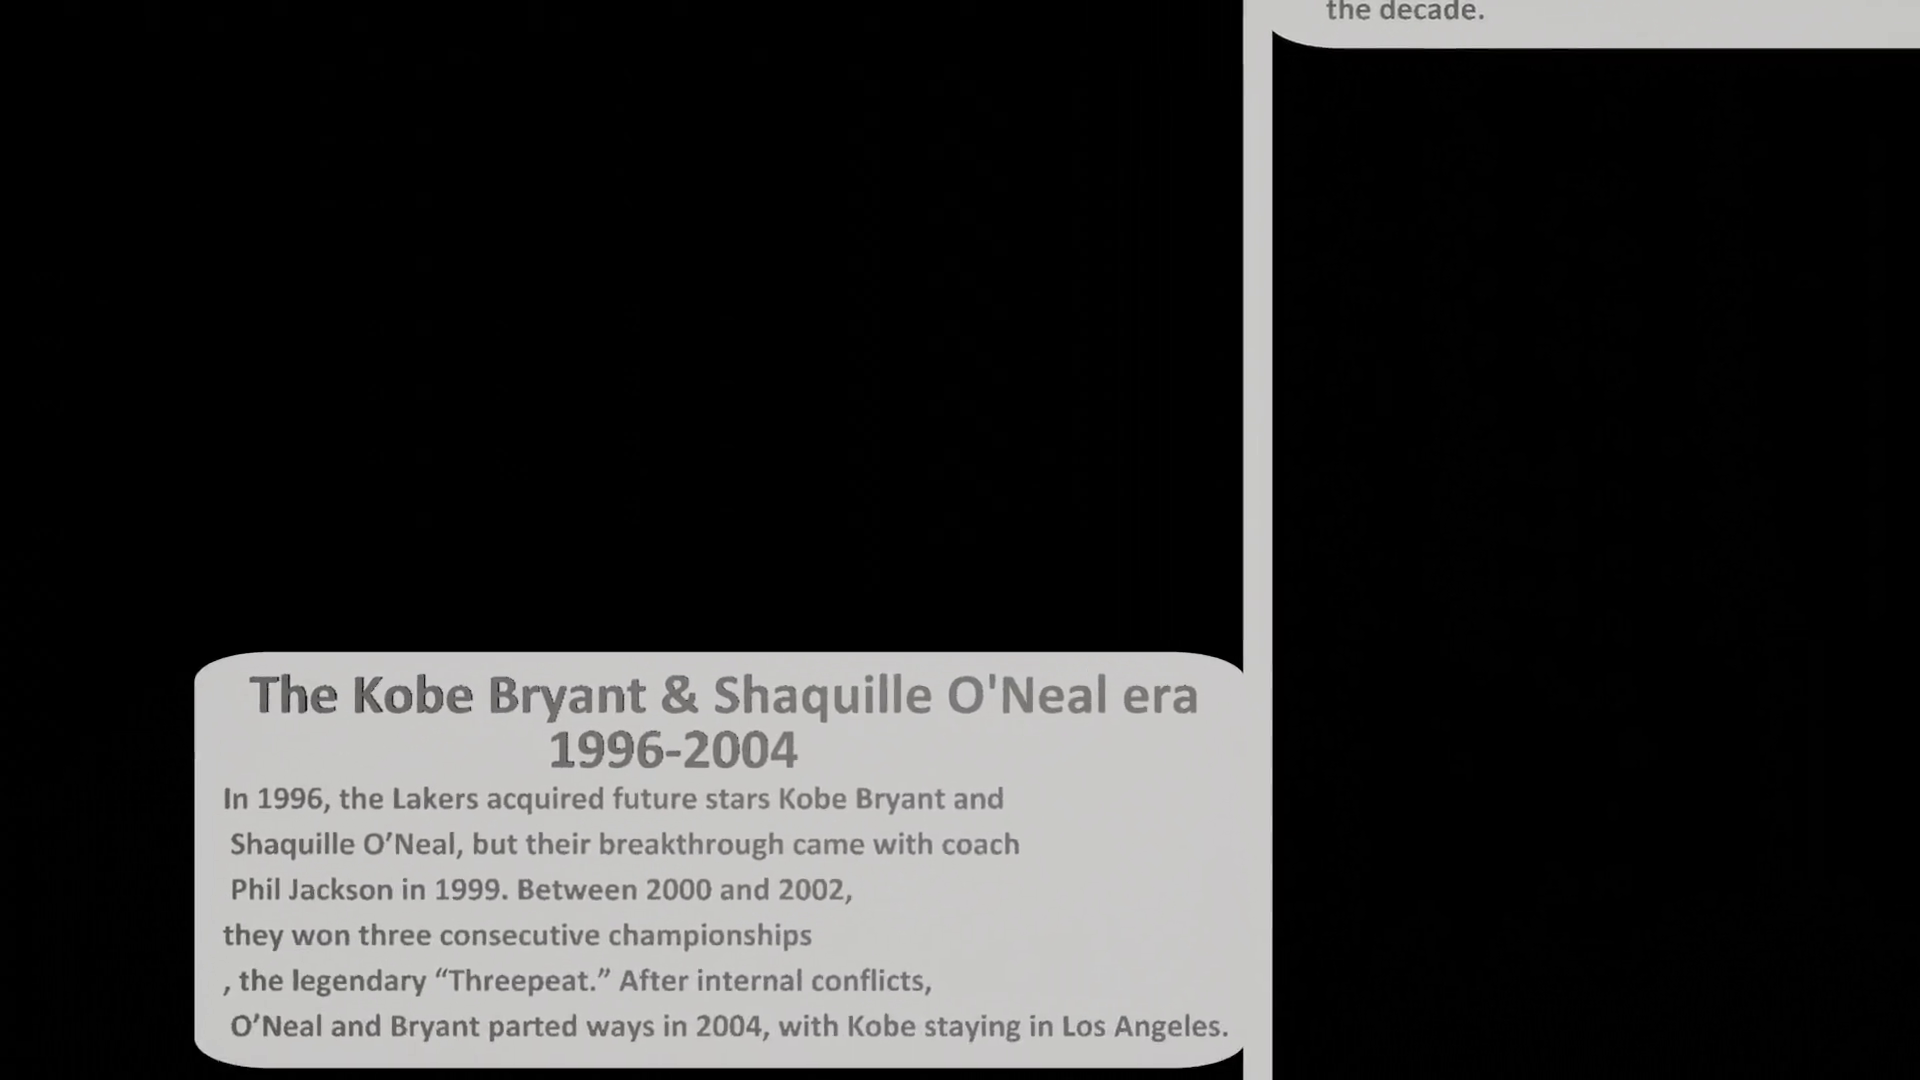 the decade.
The Kobe Bryant & Shaquille O'Neal era
1996-2004
In 1996, the Lakers acquired future stars Kobe Bryant and
Shaquille O’Neal, but their breakthrough came with coach
Phil Jackson in 1999. Between 2000 and 2002,
they won three consecutive championships
, the legendary “Threepeat.” After internal conflicts,
O’Neal and Bryant parted ways in 2004, with Kobe staying in Los Angeles.